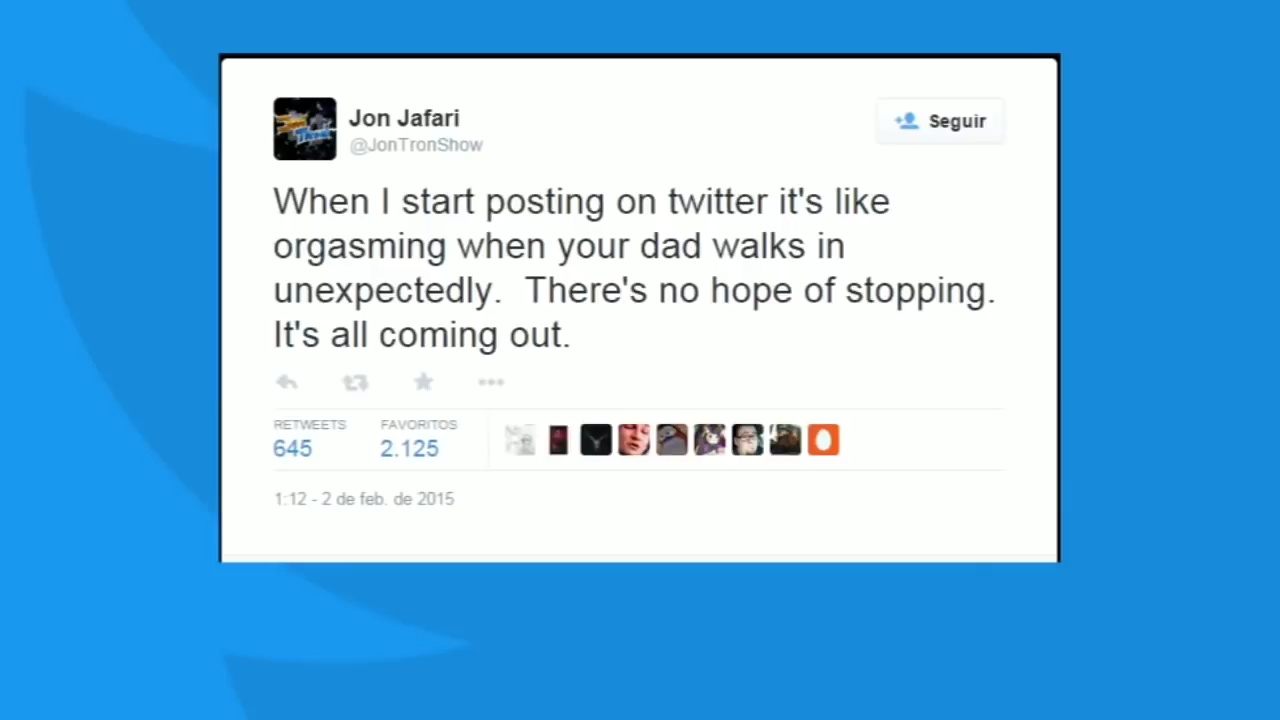 Jon Jafari
@JonTronShow
Seguir
When I start posting on twitter it's like
orgasming when your dad walks in
unexpectedly.  There's no hope of stopping.
It's all coming out.
RETWEETS
FAVORITOS
645
2.125
1:12 - 2 de feb. de 2015